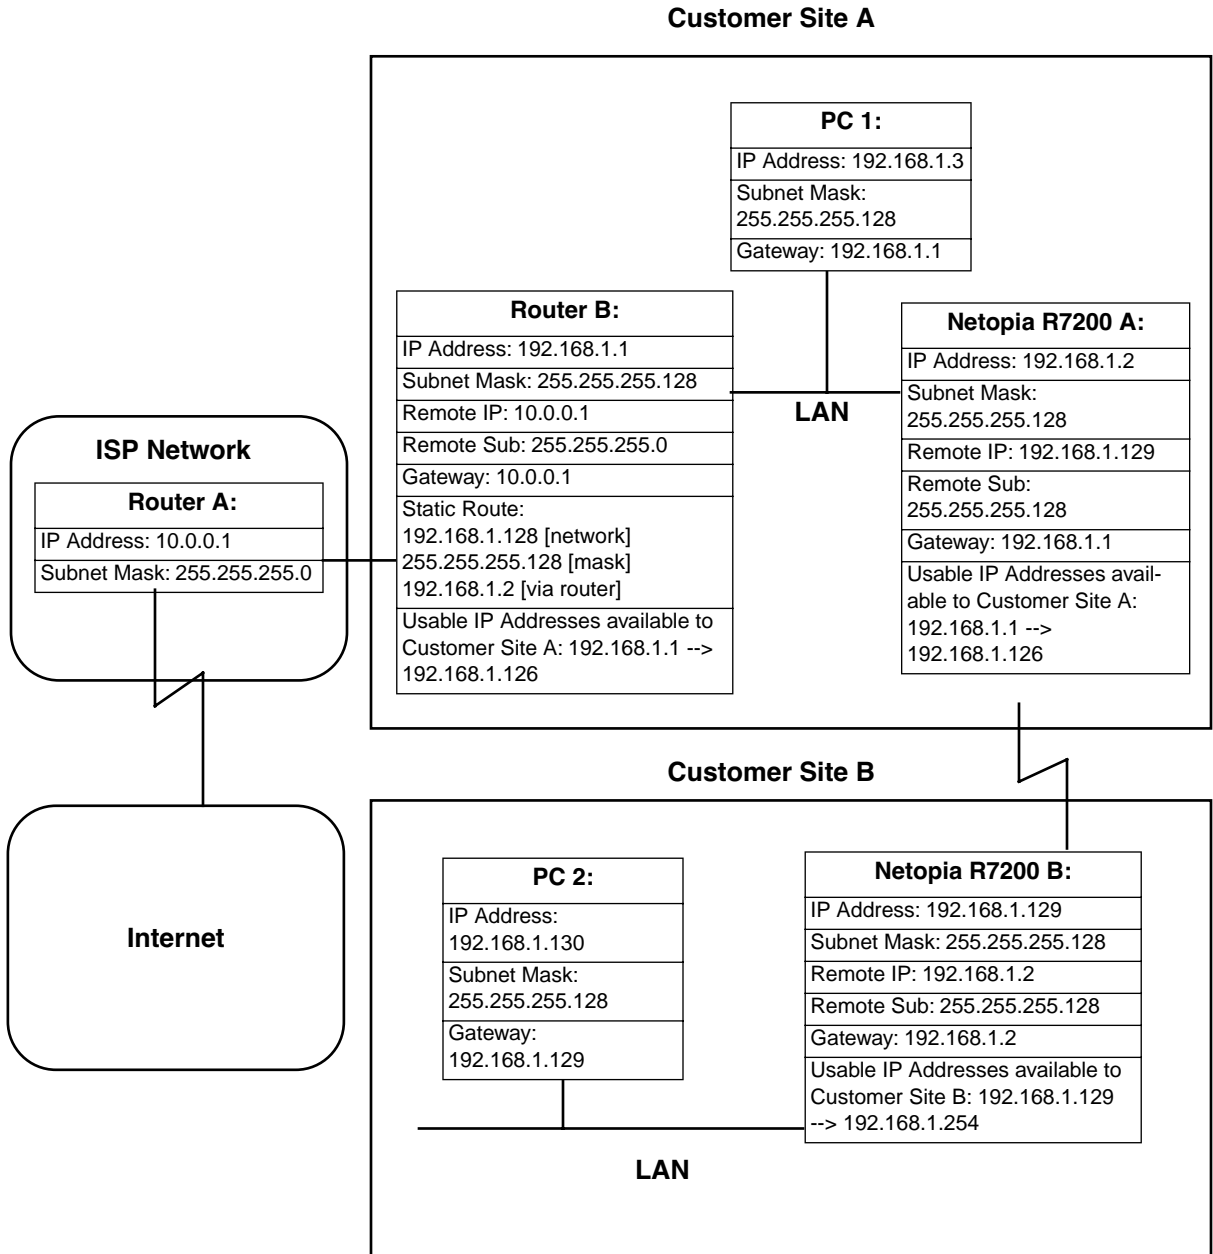 Customer Site A
PC 1:
IP Address: 192.168.1.3
Subnet Mask:
255.255.255.128
Gateway: 192.168.1.1
Router B:
IP Address: 192.168.1.1
Subnet Mask: 255.255.255.128
Remote IP: 10.0.0.1
Remote Sub: 255.255.255.0
Gateway: 10.0.0.1
Static Route:
192.168.1.128 [network]
255.255.255.128 [mask]
192.168.1.2 [via router]
Usable IP Addresses available to
Customer Site A: 192.168.1.1 -->
192.168.1.126
LAN
Netopia R7200 A:
IP Address: 192.168.1.2
Subnet Mask:
255.255.255.128
Remote IP: 192.168.1.129
Remote Sub:
255.255.255.128
Gateway: 192.168.1.1
Usable IP Addresses avail-
able to Customer Site A:
192.168.1.1 -->
192.168.1.126
ISP Network
Router A:
IP Address: 10.0.0.1
Subnet Mask: 255.255.255.0
Internet
Customer Site B
PC 2:
IP Address:
192.168.1.130
Subnet Mask:
255.255.255.128
Gateway:
192.168.1.129
Netopia R7200 B:
IP Address: 192.168.1.129
Subnet Mask: 255.255.255.128
Remote IP: 192.168.1.2
Remote Sub: 255.255.255.128
Gateway: 192.168.1.2
Usable IP Addresses available to
Customer Site B: 192.168.1.129
--> 192.168.1.254
LAN